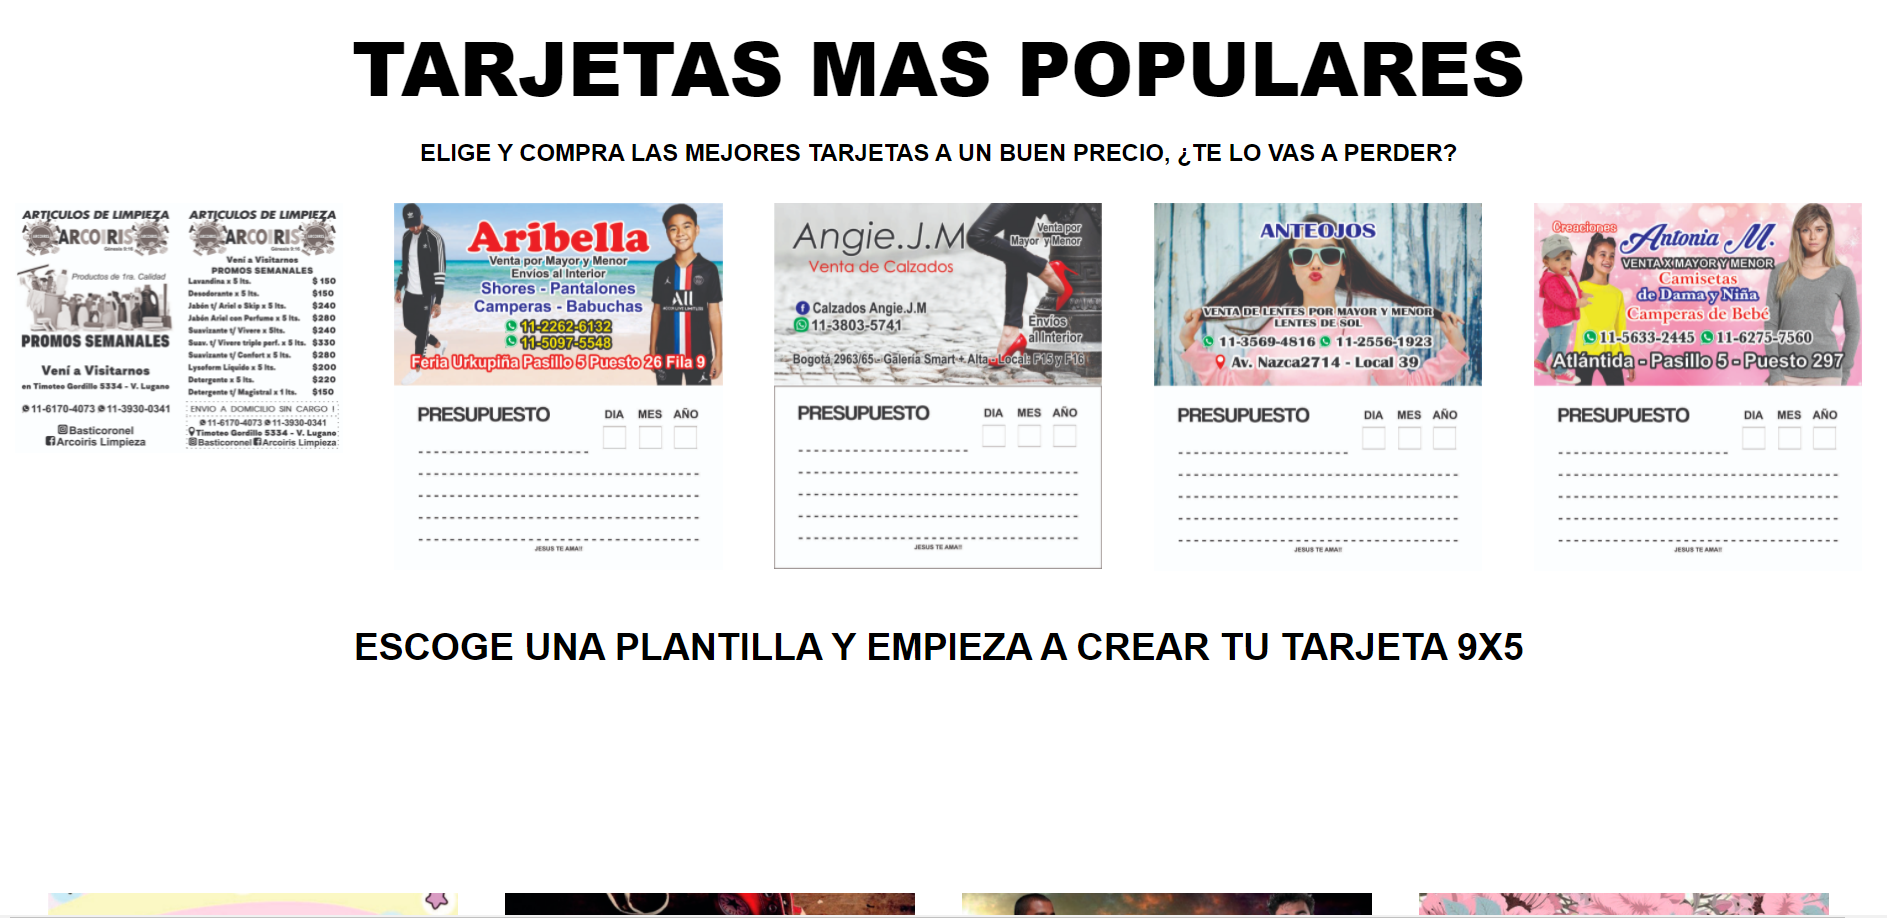 TARJETAS MAS POPULARES
ELIGE Y COMPRA LAS MEJORES TARJETAS A UN BUEN PRECIO, ¿TE LO VAS A PERDER?
ARTICULOS DE LIMPIEZA
ARCOIRIS
Productos de 1ra. Calidad
PROMOS SEMANALES
Vení a Visitarnos
en Timoteo Gordillo 5334 - V. Lugano
11-6170-4073 11-3930-0341
Basticoronel
Arcoiris Limpieza
ARTICULOS DE LIMPIEZA
ARCOIRIS
Vení a Visitarnos
PROMOS SEMANALES
Lavandina x 5 lts. $ 150
Desodorante x 5 lts. $150
Jabón t/ Ariel o Skip x 5 lts. $240
Jabón Ariel con Perfume x 5 lts. $280
Suavizante t/ Vivere x 5lts. $240
Suav. t/ Vivere triple perf. x 5 lts. $330
Suavizante t/ Confort x 5 lts. $280
Lysoform Liquido x 5 lts. $200
Detergente x 5 lts. $220
Detergente t/ Magistral x 1 lts. $150
ENVIO A DOMICILIO SIN CARGO !
11-6170-4073 11-3930-0341
Timoteo Gordillo 5334 - V. Lugano
Basticoronel Arcoiris Limpieza
Aribella
Venta por Mayor y Menor
Envios al Interior
Shores - Pantalones
Camperas - Babuchas
11-2262-6132
11-5097-5548
Feria Urkupiña Pasillo 5 Puesto 26 Fila 9
PRESUPUESTO
DIA MES AÑO
JESUS TE AMA!!
Angie.J.M
Venta de Calzados
Venta por
Mayor y Menor
Calzados Angie.J.M
11-3803-5741
Envíos
al Interior
Bogotá 2963/65 - Galería Smart + Alta - Local: F15 y F16
PRESUPUESTO
DIA MES AÑO
JESUS TE AMA!!
ANTEOJOS
VENTA DE LENTES POR MAYOR Y MENOR
LENTES DE SOL
11-3569-4816 11-2556-1923
Av. Nazca2714 - Local 39
PRESUPUESTO
DIA MES AÑO
JESUS TE AMA!!
Creaciones
Antonia M.
VENTA X MAYOR Y MENOR
Camisetas
de Dama y Niña
Camperas de Bebé
11-5633-2445 11-6275-7560
Atlántida - Pasillo 5 - Puesto 297
PRESUPUESTO
DIA MES AÑO
JESUS TE AMA!!
ESCOGE UNA PLANTILLA Y EMPIEZA A CREAR TU TARJETA 9X5